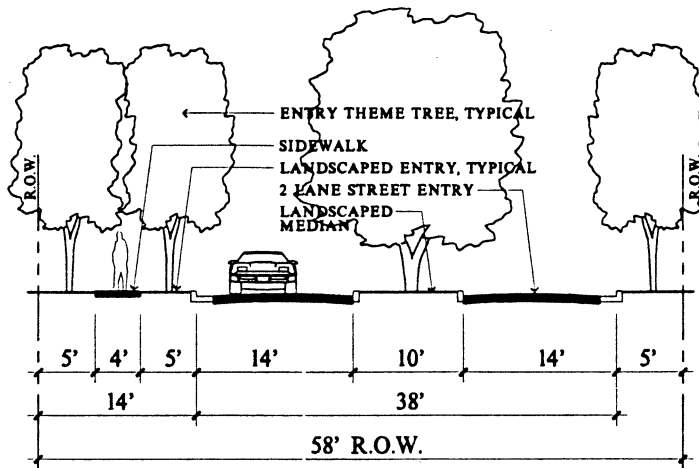 ENTRY THEME TREE, TYPICAL
SIDEWALK
LANDSCAPED ENTRY, TYPICAL
2 LANE STREET ENTRY
LANDSCAPED
MEDIAN
R.O.W.
R.O.W.
5' 4' 5' 14' 10' 14' 5'
14' 38'
58' R.O.W.